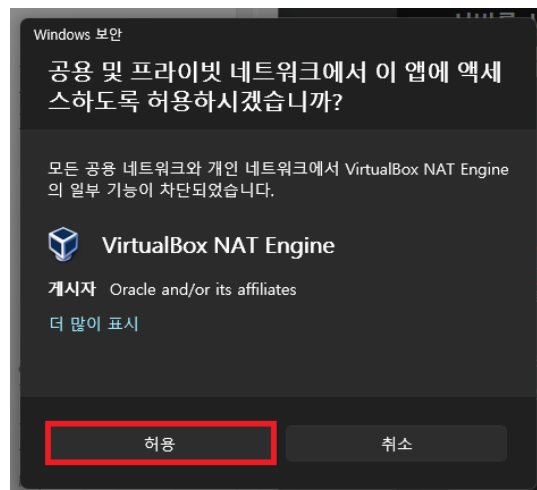 Windows 보안
공용 및 프라이빗 네트워크에서 이 앱에 액세
스하도록 허용하시겠습니까?
모든 공용 네트워크와 개인 네트워크에서 VirtualBox NAT Engine
의 일부 기능이 차단되었습니다.
VirtualBox NAT Engine
게시자 Oracle and/or its affiliates
더 많이 표시
허용
취소